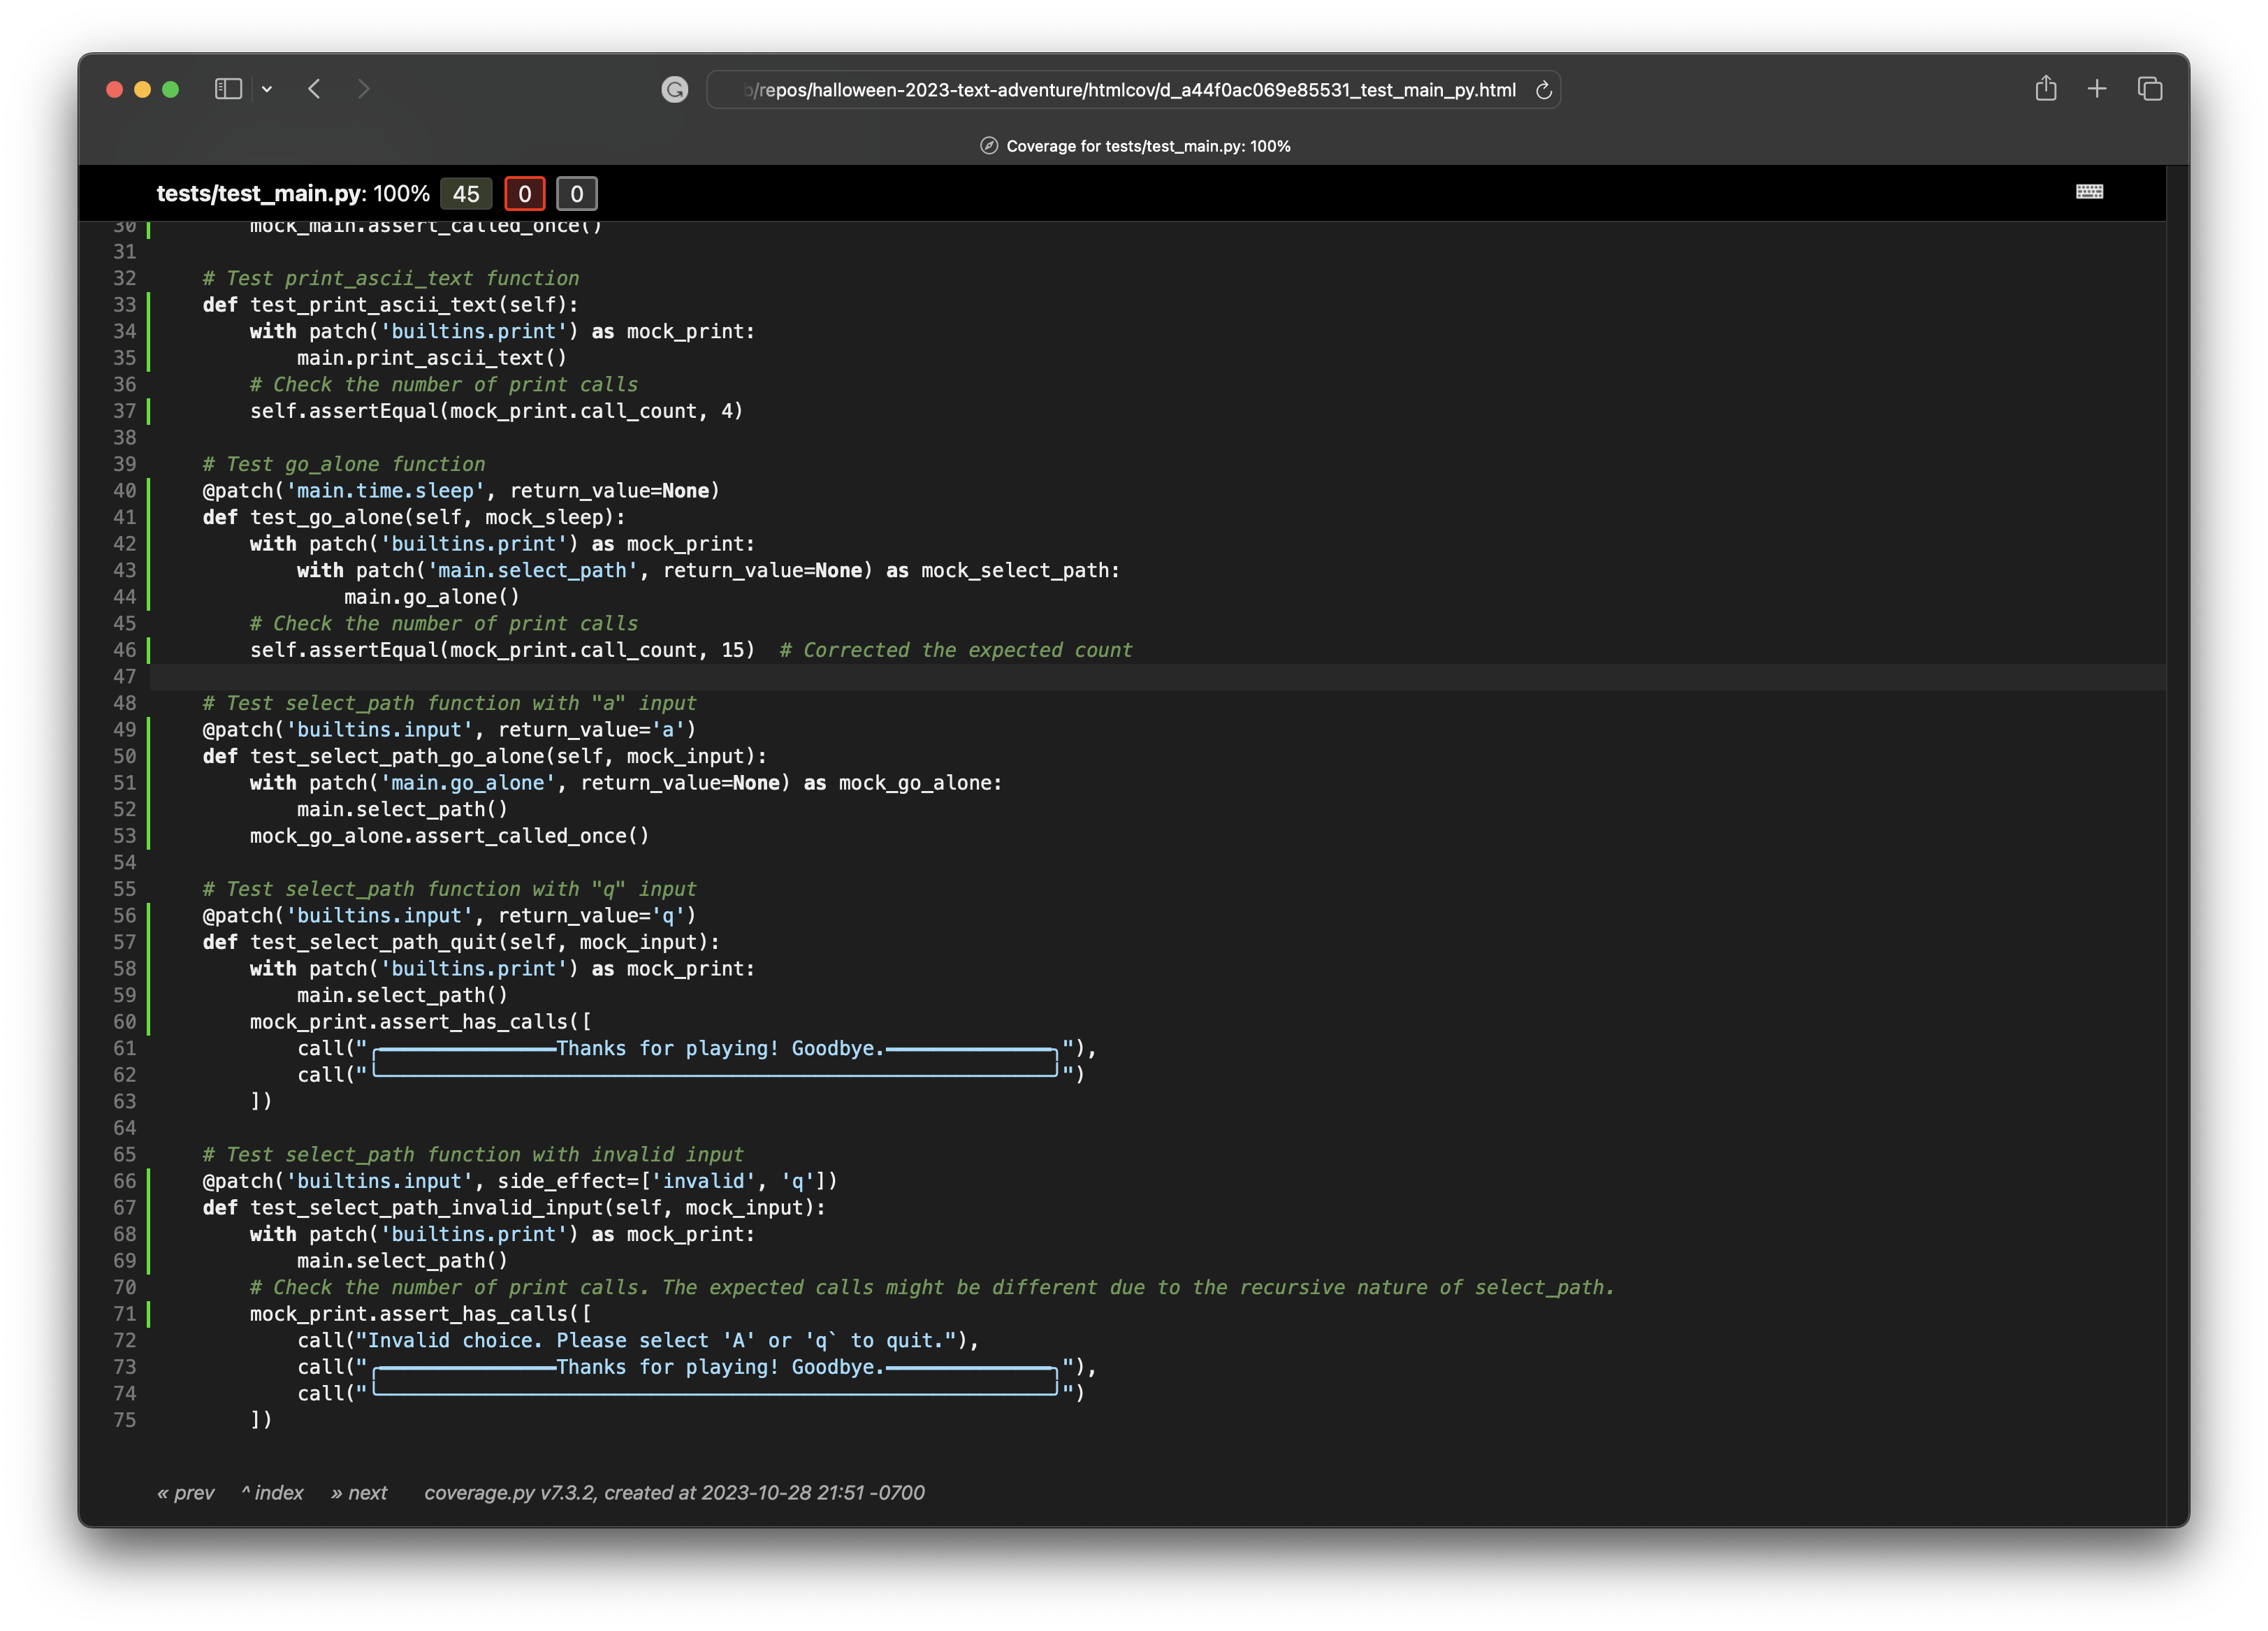 b/repos/halloween-2023-text-adventure/htmlcov/d_a44f0ac069e85531_test_main_py.html
Coverage for tests/test_main.py: 100%
tests/test_main.py: 100% 45 0 0
30         mock_main.assert_called_once()
31
32     # Test print_ascii_text function
33     def test_print_ascii_text(self):
34         with patch('builtins.print') as mock_print:
35             main.print_ascii_text()
36         # Check the number of print calls
37         self.assertEqual(mock_print.call_count, 4)
38
39     # Test go_alone function
40     @patch('main.time.sleep', return_value=None)
41     def test_go_alone(self, mock_sleep):
42         with patch('builtins.print') as mock_print:
43             with patch('main.select_path', return_value=None) as mock_select_path:
44                 main.go_alone()
45         # Check the number of print calls
46         self.assertEqual(mock_print.call_count, 15)  # Corrected the expected count
47
48     # Test select_path function with "a" input
49     @patch('builtins.input', return_value='a')
50     def test_select_path_go_alone(self, mock_input):
51         with patch('main.go_alone', return_value=None) as mock_go_alone:
52             main.select_path()
53         mock_go_alone.assert_called_once()
54
55     # Test select_path function with "q" input
56     @patch('builtins.input', return_value='q')
57     def test_select_path_quit(self, mock_input):
58         with patch('builtins.print') as mock_print:
59             main.select_path()
60         mock_print.assert_has_calls([
61             call("╭━━━━━━━━━━━━━━━Thanks for playing! Goodbye.━━━━━━━━━━━━━━╮"),
62             call("╰━━━━━━━━━━━━━━━━━━━━━━━━━━━━━━━━━━━━━━━━━━━━━━━━━━━━━━━━━╯")
63         ])
64
65     # Test select_path function with invalid input
66     @patch('builtins.input', side_effect=['invalid', 'q'])
67     def test_select_path_invalid_input(self, mock_input):
68         with patch('builtins.print') as mock_print:
69             main.select_path()
70         # Check the number of print calls. The expected calls might be different due to the recursive nature of select_path.
71         mock_print.assert_has_calls([
72             call("Invalid choice. Please select 'A' or 'q` to quit."),
73             call("╭━━━━━━━━━━━━━━━Thanks for playing! Goodbye.━━━━━━━━━━━━━━╮"),
74             call("╰━━━━━━━━━━━━━━━━━━━━━━━━━━━━━━━━━━━━━━━━━━━━━━━━━━━━━━━━━╯")
75         ])
« prev   ^ index   » next   coverage.py v7.3.2, created at 2023-10-28 21:51 -0700